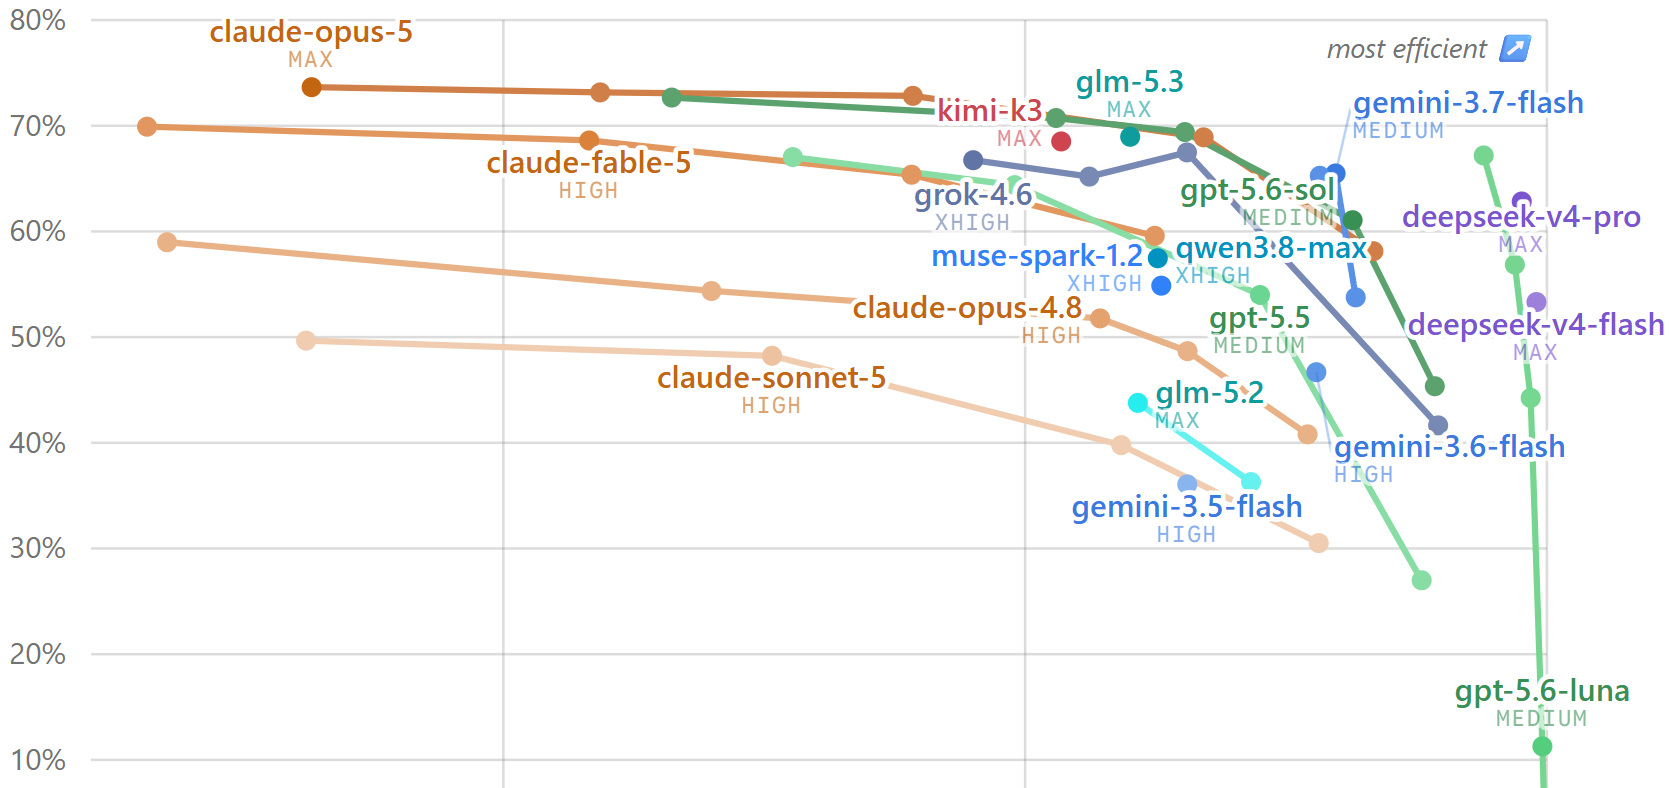 80%
claude-opus-5
MAX
most efficient ↗
glm-5.3
MAX
gemini-3.7-flash
MEDIUM
kimi-k3
MAX
70%
claude-fable-5
HIGH
grok-4.6
XHIGH
gpt-5.6-sol
MEDIUM
deepseek-v4-pro
MAX
60%
muse-spark-1.2
XHIGH
qwen3.8-max
XHIGH
claude-opus-4.8
HIGH
gpt-5.5
MEDIUM
deepseek-v4-flash
MAX
50%
claude-sonnet-5
HIGH
glm-5.2
MAX
40%
gemini-3.6-flash
HIGH
gemini-3.5-flash
HIGH
30%
20%
gpt-5.6-luna
MEDIUM
10%